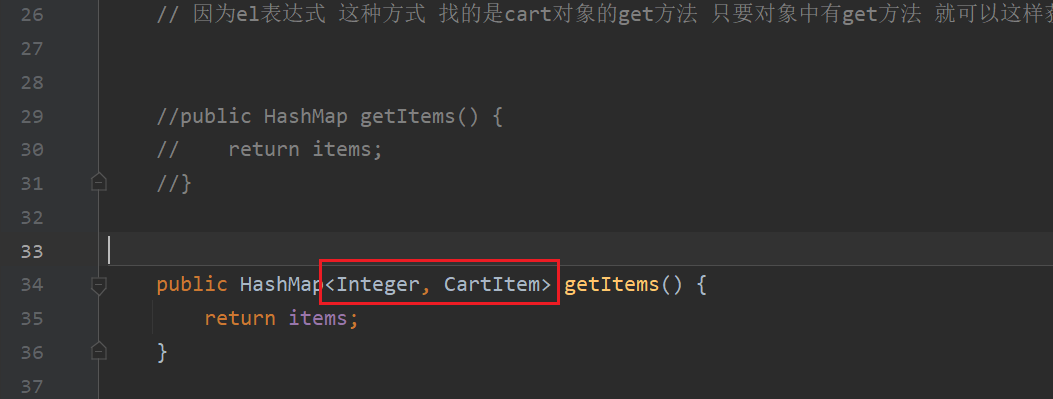 26 // 因为el表达式 这种方式 找的是cart对象的get方法 只要对象中有get方法 就可以这样
27
28
29 //public HashMap getItems() {
30 //    return items;
31 //}
32
33
34 public HashMap<Integer, CartItem> getItems() {
35     return items;
36 }
37